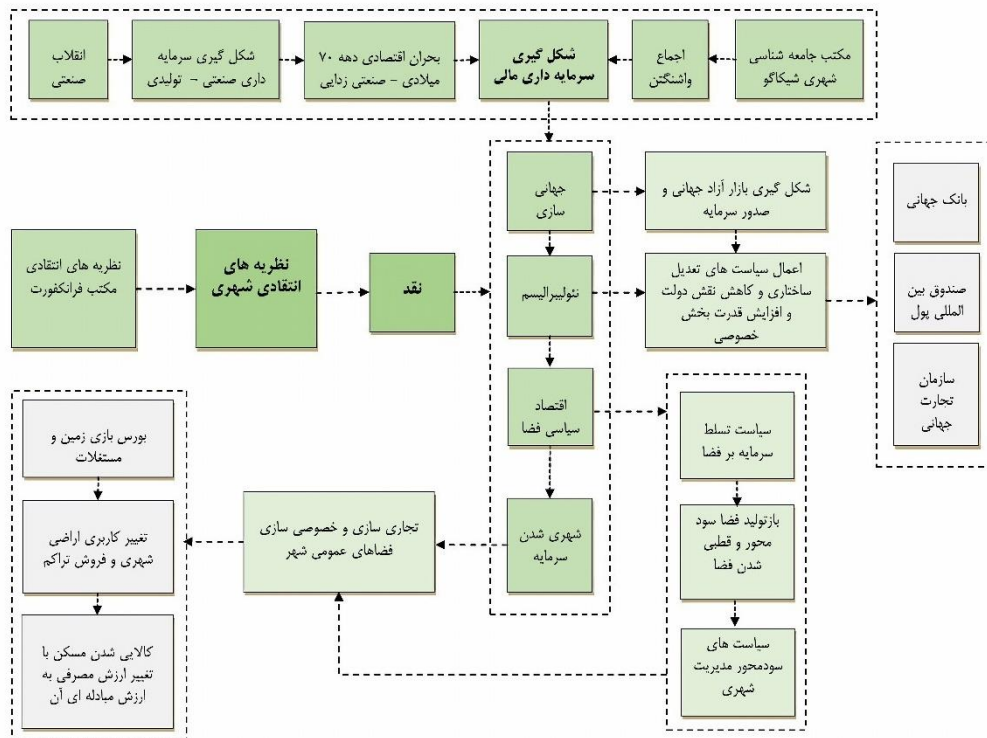 مکتب جامعه شناسی
شهری شیکاگو
اجماع
واشنگتن
شکل گیری
سرمایه داری مالی
بحران اقتصادی دهه ۷۰
میلادی – صنعتی زدایی
شکل گیری سرمایه
داری صنعتی – تولیدی
انقلاب
صنعتی
جهانی
سازی
شکل گیری بازار آزاد جهانی و
صدور سرمایه
بانک جهانی
نظریه های انتقادی
مکتب فرانکفورت
نظریه های
انتقادی شهری
نقد
نئولیبرالیسم
اعمال سیاست های تعدیل
ساختاری و کاهش نقش دولت
و افزایش قدرت بخش
خصوصی
صندوق بین
المللی پول
سازمان
تجارت
جهانی
اقتصاد
سیاسی فضا
سیاست تسلط
سرمایه بر فضا
بازتولید فضا سود
محور و قطبی
شدن فضا
سیاست های
سودمحور مدیریت
شهری
شهری شدن
سرمایه
تجاری سازی و خصوصی سازی
فضاهای عمومی شهر
بورس بازی زمین و
مستغلات
تغییر کاربری اراضی
شهری و فروش تراکم
کالایی شدن مسکن با
تغییر ارزش مصرفی به
ارزش مبادله ای آن